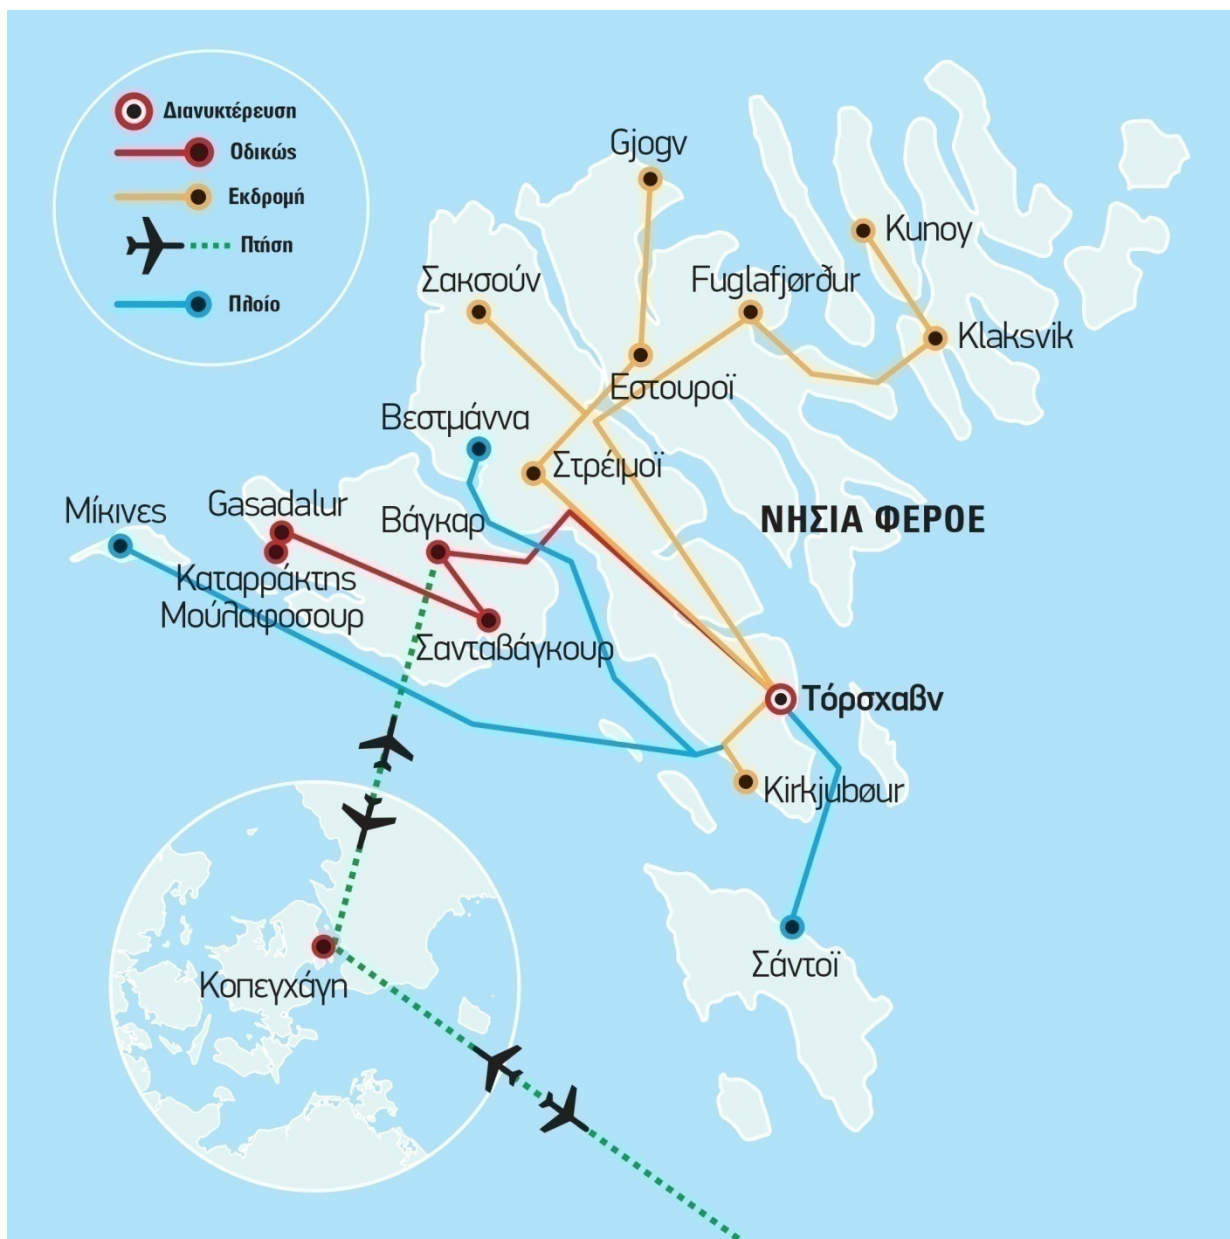 Διανυκτέρευση
Οδικώς
Εκδρομή
Πτήση
Πλοίο
Gjogv
Kunoy
Σακσούν
Fuglafjørður
Klaksvik
Εστουροϊ
Βεστμάννα
Στρέιμοϊ
Μίκινες
Gasadalur
Βάγκαρ
ΝΗΣΙΑ ΦΕΡΟΕ
Καταρράκτης
Μούλαφοσουρ
Σανταβάγκουρ
Τόρσχαβν
Kirkjubøur
Σάντοϊ
Κοπεγχάγη